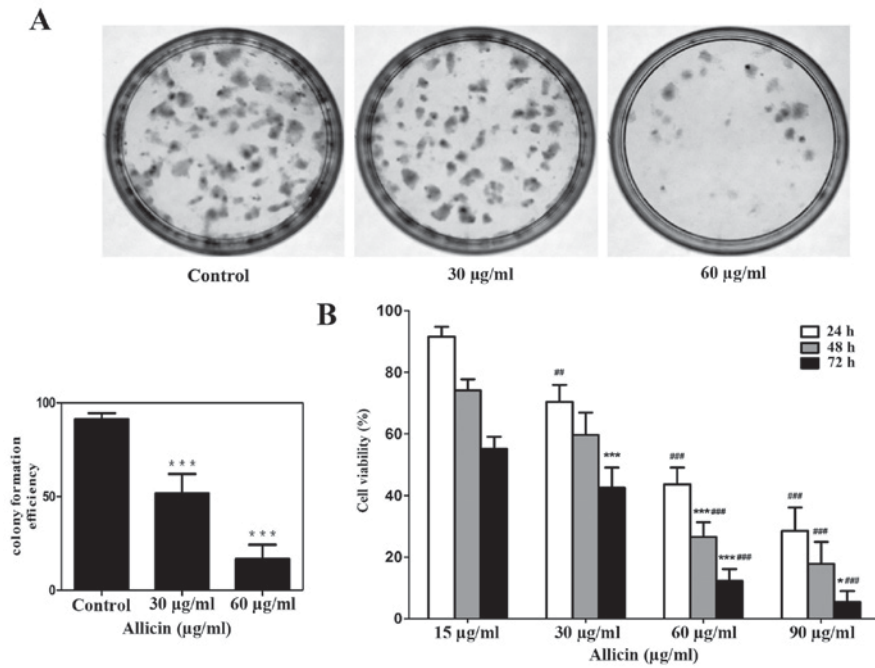 A
Control
30 µg/ml
60 µg/ml
colony formation
efficiency
100
50
0
***
***
Control
30 µg/ml
60 µg/ml
Allicin (µg/ml)
B
Cell viability (%)
100
80
60
40
20
0
24 h
48 h
72 h
##
***
###
***###
***###
###
###
*###
15 µg/ml
30 µg/ml
60 µg/ml
90 µg/ml
Allicin (µg/ml)